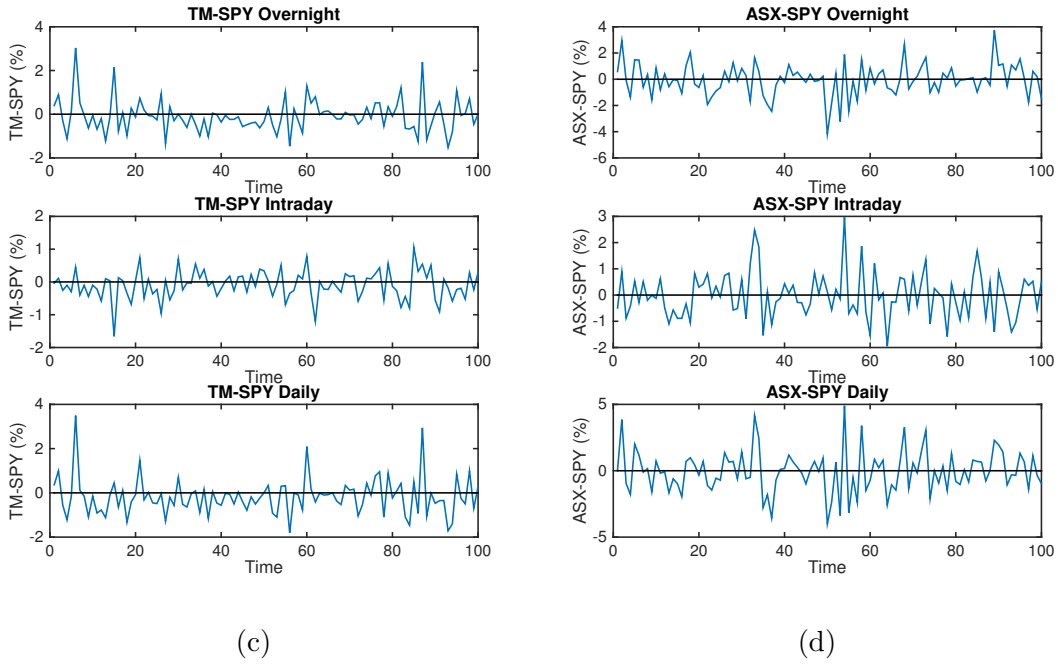 TM-SPY Overnight
TM-SPY (%)
4
2
0
-2
0 20 40 60 80 100
Time
TM-SPY Intraday
TM-SPY (%)
2
1
0
-1
-2
0 20 40 60 80 100
Time
TM-SPY Daily
TM-SPY (%)
4
2
0
-2
0 20 40 60 80 100
Time
(c)
ASX-SPY Overnight
ASX-SPY (%)
4
2
0
-2
-4
-6
0 20 40 60 80 100
Time
ASX-SPY Intraday
ASX-SPY (%)
3
2
1
0
-1
-2
0 20 40 60 80 100
Time
ASX-SPY Daily
ASX-SPY (%)
5
0
-5
0 20 40 60 80 100
Time
(d)